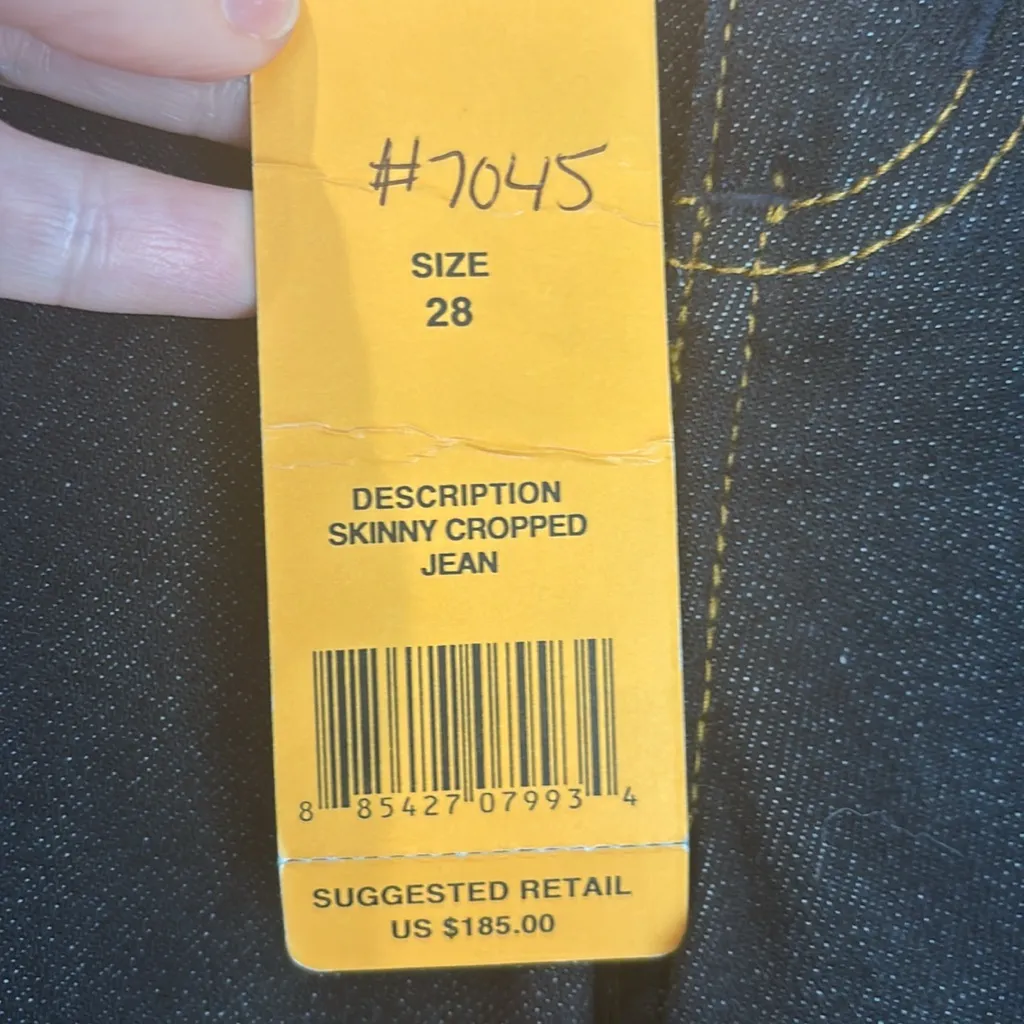 #7045
SIZE
28
DESCRIPTION
SKINNY CROPPED
JEAN
8 85427 07993 4
SUGGESTED RETAIL
US $185.00